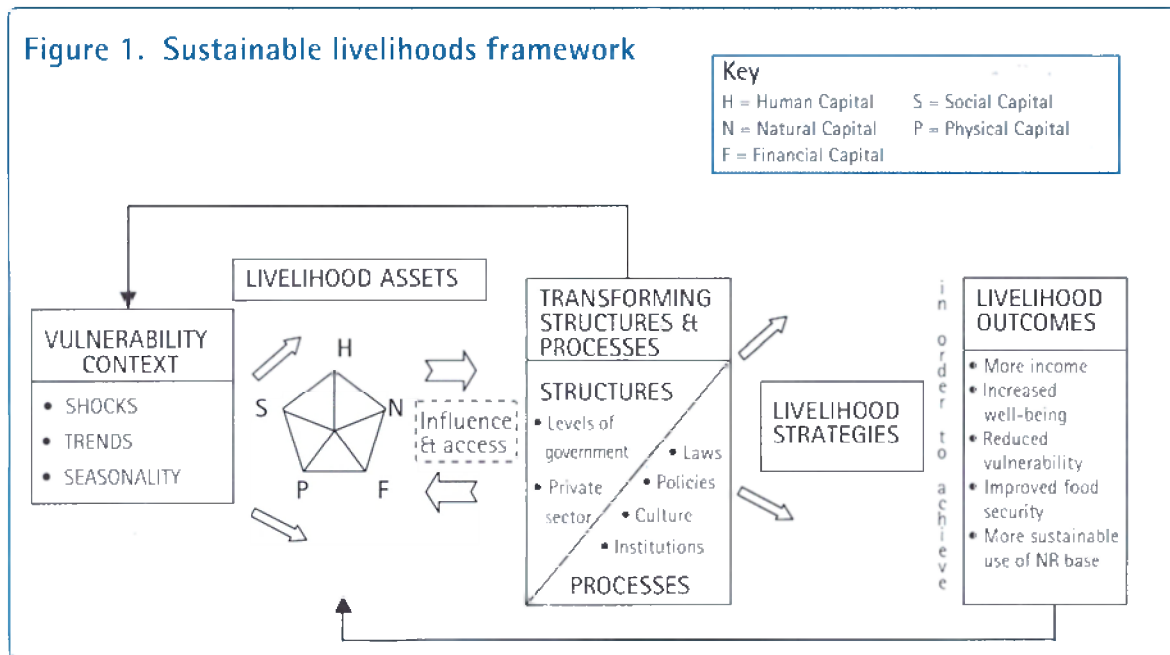 Figure 1. Sustainable livelihoods framework
Key
H = Human Capital S = Social Capital
N = Natural Capital P = Physical Capital
F = Financial Capital
LIVELIHOOD ASSETS
VULNERABILITY
CONTEXT
• SHOCKS
• TRENDS
• SEASONALITY
H
S
N
P
F
Influence
& access
TRANSFORMING
STRUCTURES &
PROCESSES
STRUCTURES
• Levels of
government
• Private
sector
• Laws
• Policies
• Culture
• Institutions
PROCESSES
LIVELIHOOD
STRATEGIES
in order to achieve
LIVELIHOOD
OUTCOMES
• More income
• Increased
well-being
• Reduced
vulnerability
• Improved food
security
• More sustainable
use of NR base